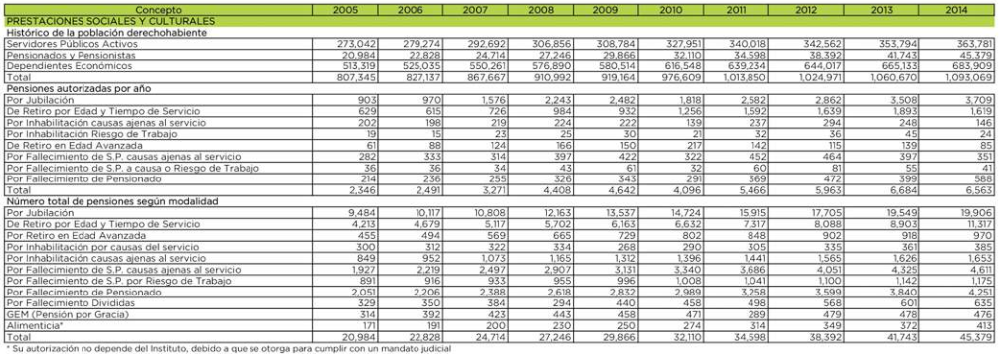 Concepto 2005 2006 2007 2008 2009 2010 2011 2012 2013 2014
PRESTACIONES SOCIALES Y CULTURALES
Histórico de la población derechohabiente
Servidores Públicos Activos 273,042 279,274 292,692 306,856 308,784 327,951 340,018 342,562 353,794 363,781
Pensionados y Pensionistas 20,984 22,828 24,714 27,246 29,866 32,110 34,598 38,392 41,743 45,379
Dependientes Económicos 513,319 525,035 550,261 576,890 580,514 616,548 639,234 644,017 665,133 683,909
Total 807,345 827,137 867,667 910,992 919,164 976,609 1,013,850 1,024,971 1,060,670 1,093,069
Pensiones autorizadas por año
Por Jubilación 903 970 1,576 2,243 2,482 1,818 2,582 2,862 3,508 3,709
De Retiro por Edad y Tiempo de Servicio 629 615 726 984 932 1,256 1,592 1,639 1,893 1,619
Por Inhabilitación causas ajenas al servicio 202 198 219 224 222 139 237 294 248 146
Por Inhabilitación Riesgo de Trabajo 19 15 23 25 30 21 32 36 45 24
De Retiro en Edad Avanzada 61 88 124 166 150 217 142 115 139 85
Por Fallecimiento de S.P. causas ajenas al servicio 282 333 314 397 422 322 452 464 397 351
Por Fallecimiento de S.P. a causa o Riesgo de Trabajo 36 36 34 43 61 32 60 81 55 41
Por Fallecimiento de Pensionado 214 236 255 326 343 291 369 472 399 588
Total 2,346 2,491 3,271 4,408 4,642 4,096 5,466 5,963 6,684 6,563
Número total de pensiones según modalidad
Por Jubilación 9,484 10,117 10,808 12,163 13,537 14,724 15,915 17,705 19,549 19,906
De Retiro por Edad y Tiempo de Servicio 4,213 4,679 5,117 5,702 6,163 6,632 7,317 8,088 8,903 11,317
Por Retiro en Edad Avanzada 455 494 569 665 729 802 848 902 918 970
Por Inhabilitación por causas del servicio 300 312 322 334 268 290 305 335 361 385
Por Inhabilitación causas ajenas al servicio 849 952 1,073 1,165 1,312 1,396 1,441 1,565 1,626 1,653
Por Fallecimiento de S.P. causas ajenas al servicio 1,927 2,219 2,497 2,907 3,131 3,340 3,686 4,051 4,325 4,611
Por Fallecimiento de S.P. por Riesgo de Trabajo 891 916 933 955 996 1,008 1,041 1,100 1,142 1,175
Por Fallecimiento de Pensionado 2,051 2,206 2,388 2,618 2,832 2,989 3,258 3,599 3,840 4,251
Por Fallecimiento Divididas 329 350 384 294 440 458 498 568 601 635
GEM (Pensión por Gracia) 314 392 423 443 458 471 289 479 478 476
Alimenticia* 171 191 200 230 250 274 314 349 372 413
Total 20,984 22,828 24,714 27,246 29,866 32,110 34,598 38,392 41,743 45,379
* Su autorización no depende del Instituto, debido a que se otorga para cumplir con un mandato judicial